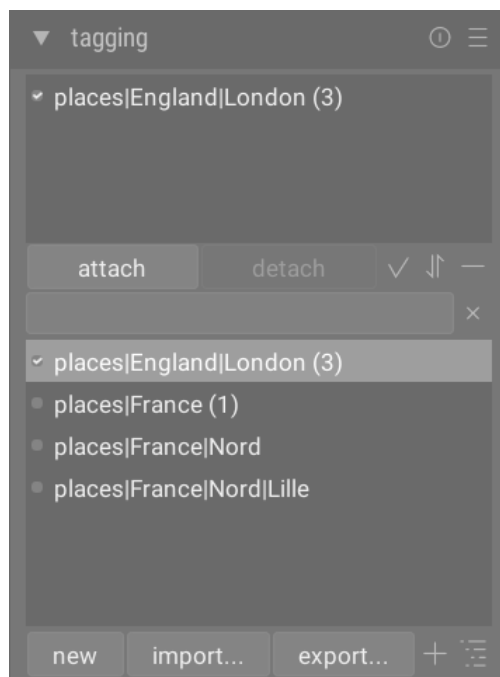 tagging
places|England|London (3)
attach detach
places|England|London (3)
places|France (1)
places|France|Nord
places|France|Nord|Lille
new import... export...